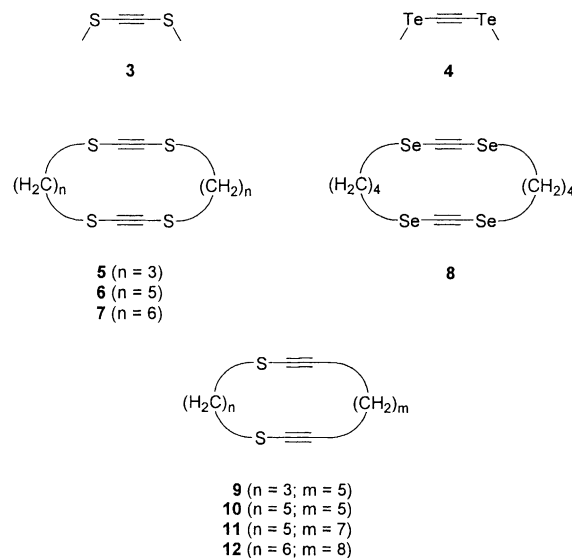 S S Te Te
3 4
S S Se Se
(H₂C)n (CH₂)n (H₂C)₄ (CH₂)₄
S S Se Se
5 (n = 3) 8
6 (n = 5)
7 (n = 6)
S
(H₂C)n (CH₂)m
S
9 (n = 3; m = 5)
10 (n = 5; m = 5)
11 (n = 5; m = 7)
12 (n = 6; m = 8)